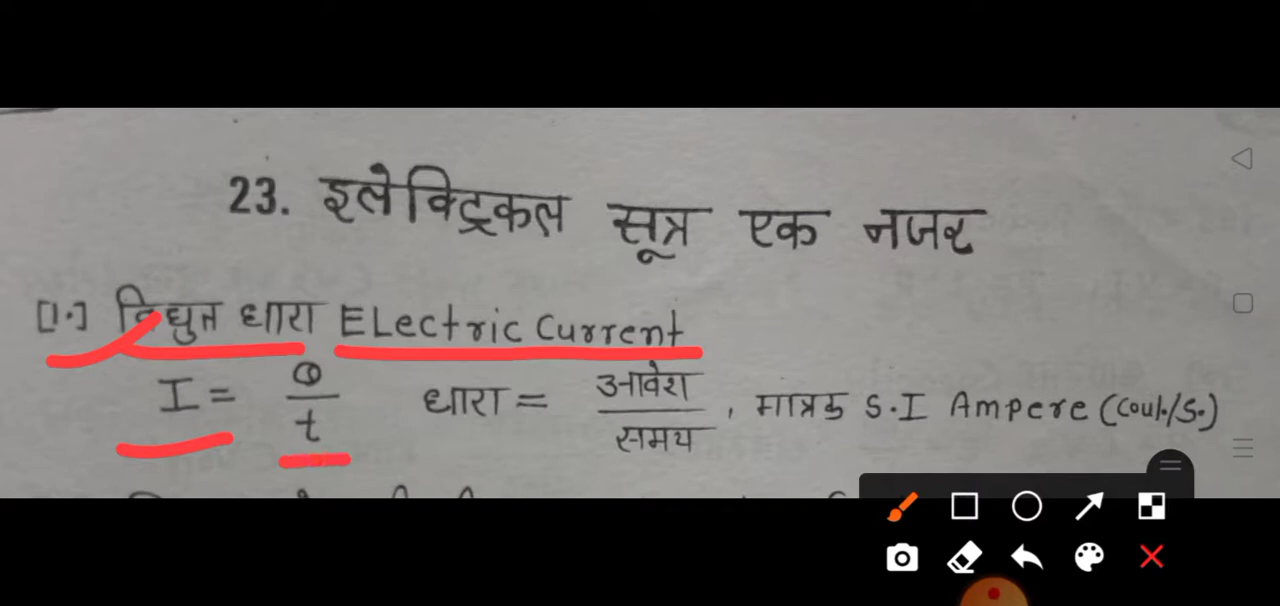 23. इलेक्ट्रिकल सूत्र एक नजर
[1.] विद्युत धारा ELectric Current
I = Q/t धारा = आवेश/समय , मात्रक S.I Ampere (Coul./S.)